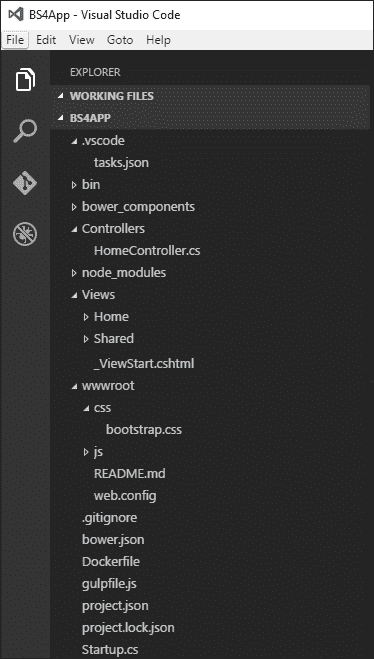 BS4App - Visual Studio Code
File Edit View Goto Help
EXPLORER
WORKING FILES
BS4APP
.vscode
tasks.json
bin
bower_components
Controllers
HomeController.cs
node_modules
Views
Home
Shared
_ViewStart.cshtml
wwwroot
css
bootstrap.css
js
README.md
web.config
.gitignore
bower.json
Dockerfile
gulpfile.js
project.json
project.lock.json
Startup.cs